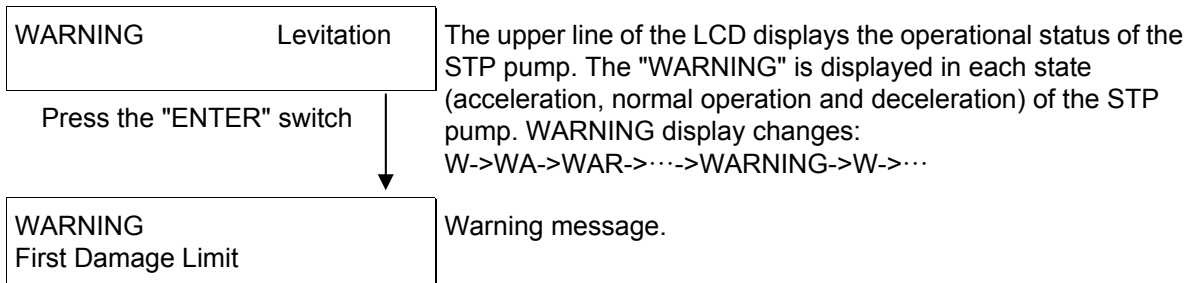 WARNING Levitation
The upper line of the LCD displays the operational status of the
STP pump. The "WARNING" is displayed in each state
(acceleration, normal operation and deceleration) of the STP
pump. WARNING display changes:
W->WA->WAR->⋯->WARNING->W->⋯
Press the "ENTER" switch
WARNING
First Damage Limit
Warning message.